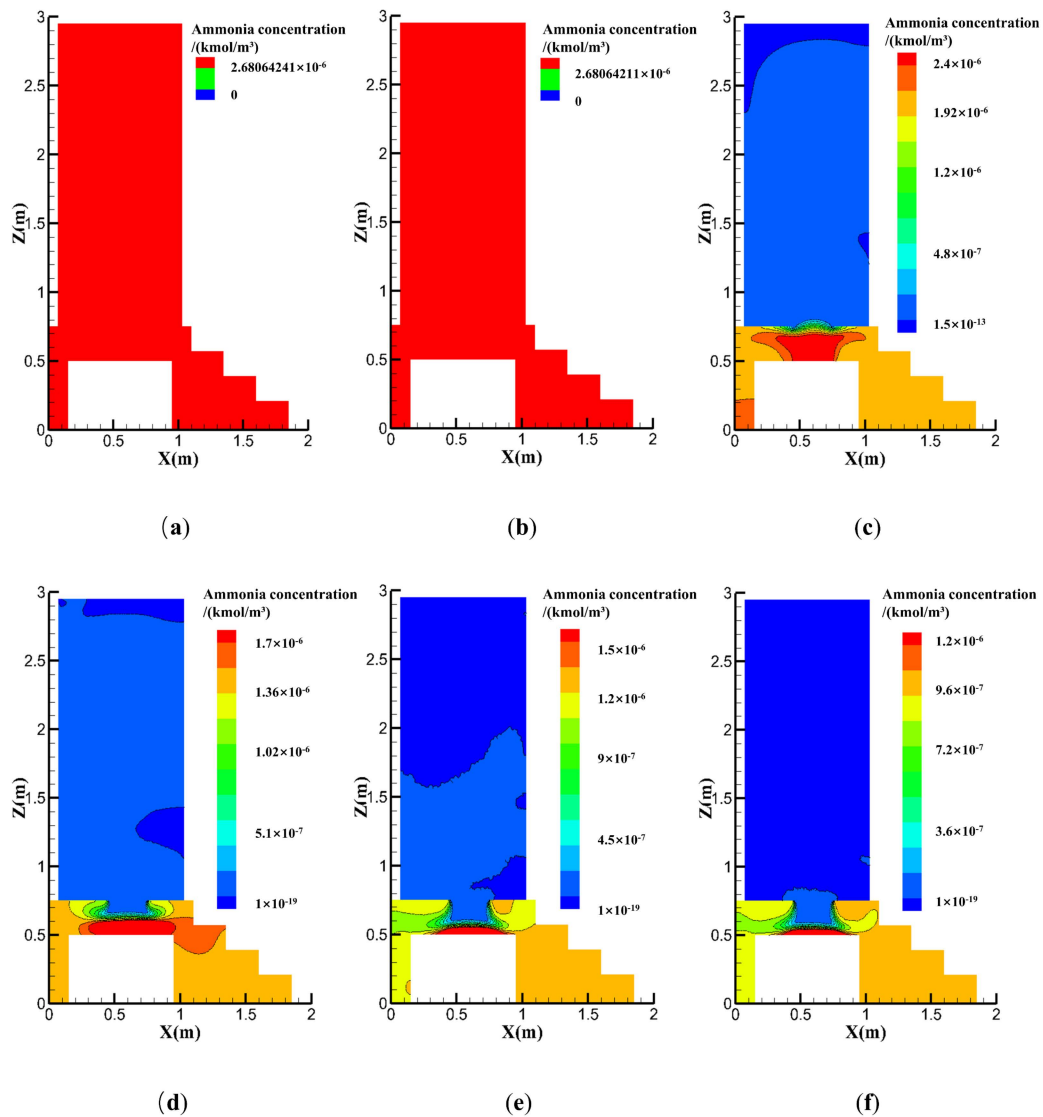 Ammonia concentration
/(kmol/m³)
2.68064241×10⁻⁶
0
3
2.5
2
1.5
1
0.5
0
Z(m)
0 0.5 1 1.5 2
X(m)
(a)
Ammonia concentration
/(kmol/m³)
2.68064211×10⁻⁶
0
3
2.5
2
1.5
1
0.5
0
Z(m)
0 0.5 1 1.5 2
X(m)
(b)
Ammonia concentration
/(kmol/m³)
2.4×10⁻⁶
1.92×10⁻⁶
1.2×10⁻⁶
4.8×10⁻⁷
1.5×10⁻¹³
3
2.5
2
1.5
1
0.5
0
Z(m)
0 0.5 1 1.5 2
X(m)
(c)
Ammonia concentration
/(kmol/m³)
1.7×10⁻⁶
1.36×10⁻⁶
1.02×10⁻⁶
5.1×10⁻⁷
1×10⁻¹⁹
3
2.5
2
1.5
1
0.5
0
Z(m)
0 0.5 1 1.5 2
X(m)
(d)
Ammonia concentration
/(kmol/m³)
1.5×10⁻⁶
1.2×10⁻⁶
9×10⁻⁷
4.5×10⁻⁷
1×10⁻¹⁹
3
2.5
2
1.5
1
0.5
0
Z(m)
0 0.5 1 1.5 2
X(m)
(e)
Ammonia concentration
/(kmol/m³)
1.2×10⁻⁶
9.6×10⁻⁷
7.2×10⁻⁷
3.6×10⁻⁷
1×10⁻¹⁹
3
2.5
2
1.5
1
0.5
0
Z(m)
0 0.5 1 1.5 2
X(m)
(f)